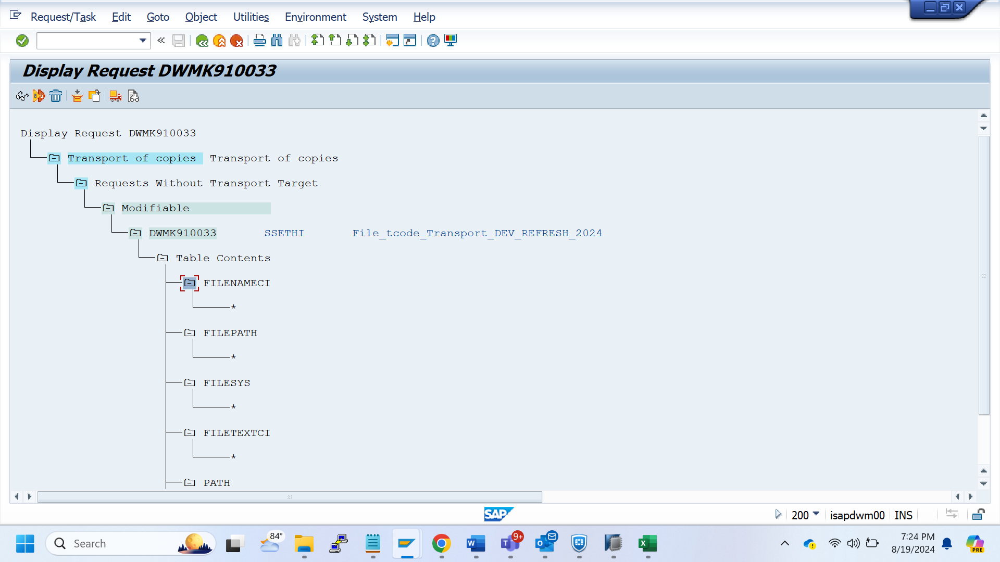 Request/Task Edit Goto Object Utilities Environment System Help
Display Request DWMK910033
Display Request DWMK910033
Transport of copies Transport of copies
Requests Without Transport Target
Modifiable
DWMK910033 SSETHI File_tcode_Transport_DEV_REFRESH_2024
Table Contents
FILENAMECI
*
FILEPATH
*
FILESYS
*
FILETEXTCI
*
PATH
SAP
200 isapdwm00 INS
Search
84°
W
T
9+
O
X
PRE
7:24 PM
8/19/2024